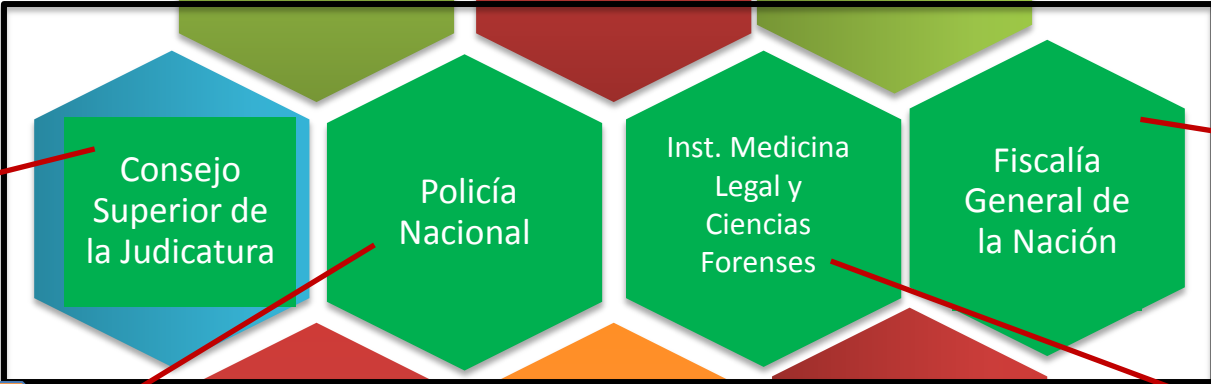 Consejo
Superior de
la Judicatura
Policía
Nacional
Inst. Medicina
Legal y
Ciencias
Forenses
Fiscalía
General de
la Nación